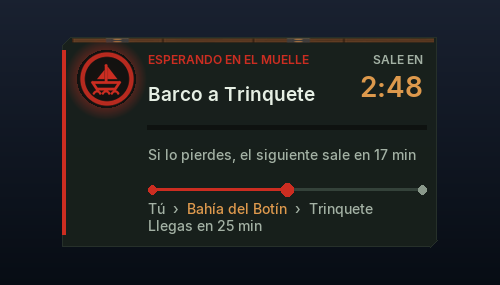 ESPERANDO EN EL MUELLE
SALE EN
Barco a Trinquete
2:48
Si lo pierdes, el siguiente sale en 17 min
Tú › Bahía del Botín › Trinquete
Llegas en 25 min